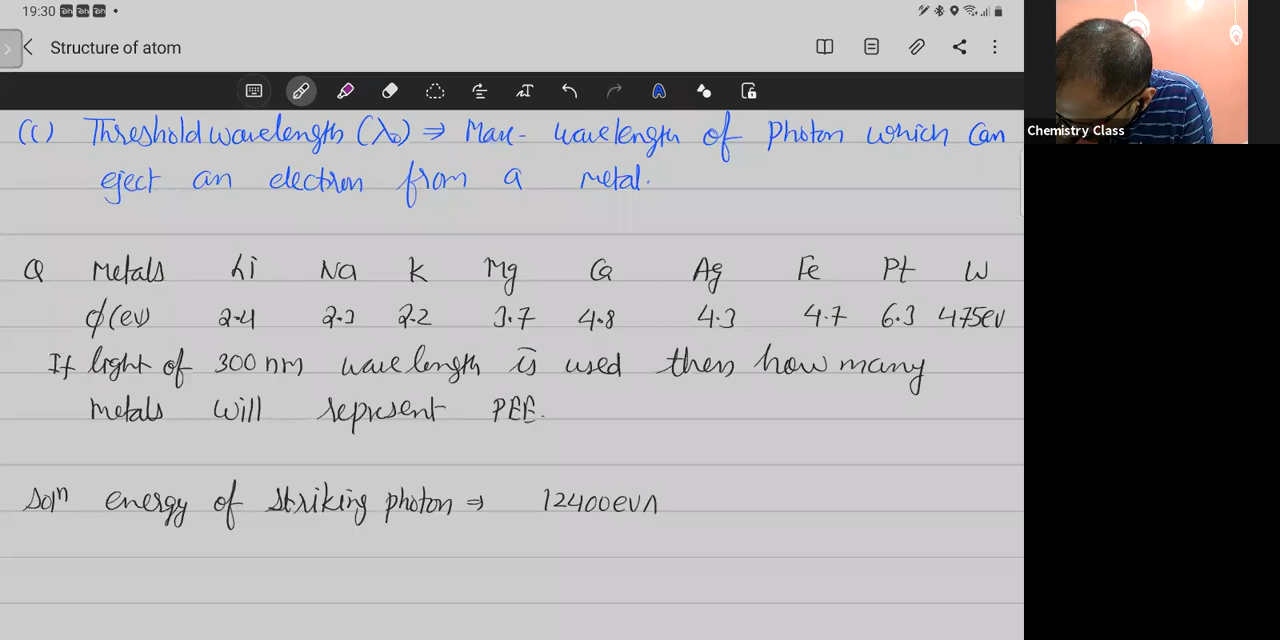 19:30
Structure of atom
Chemistry Class
(C) Threshold wavelength (λ₀) ⇒ Max- wavelength of photon which can
eject an electron from a metal.
Q Metals Li Na K Mg Ca Ag Fe Pt W
ϕ(ev) 2.4 2.3 2.2 3.7 4.8 4.3 4.7 6.3 4.75ev
If light of 300 nm wavelength is used then how many
metals will represent PEE.
Solⁿ energy of striking photon ⇒ 12400evA